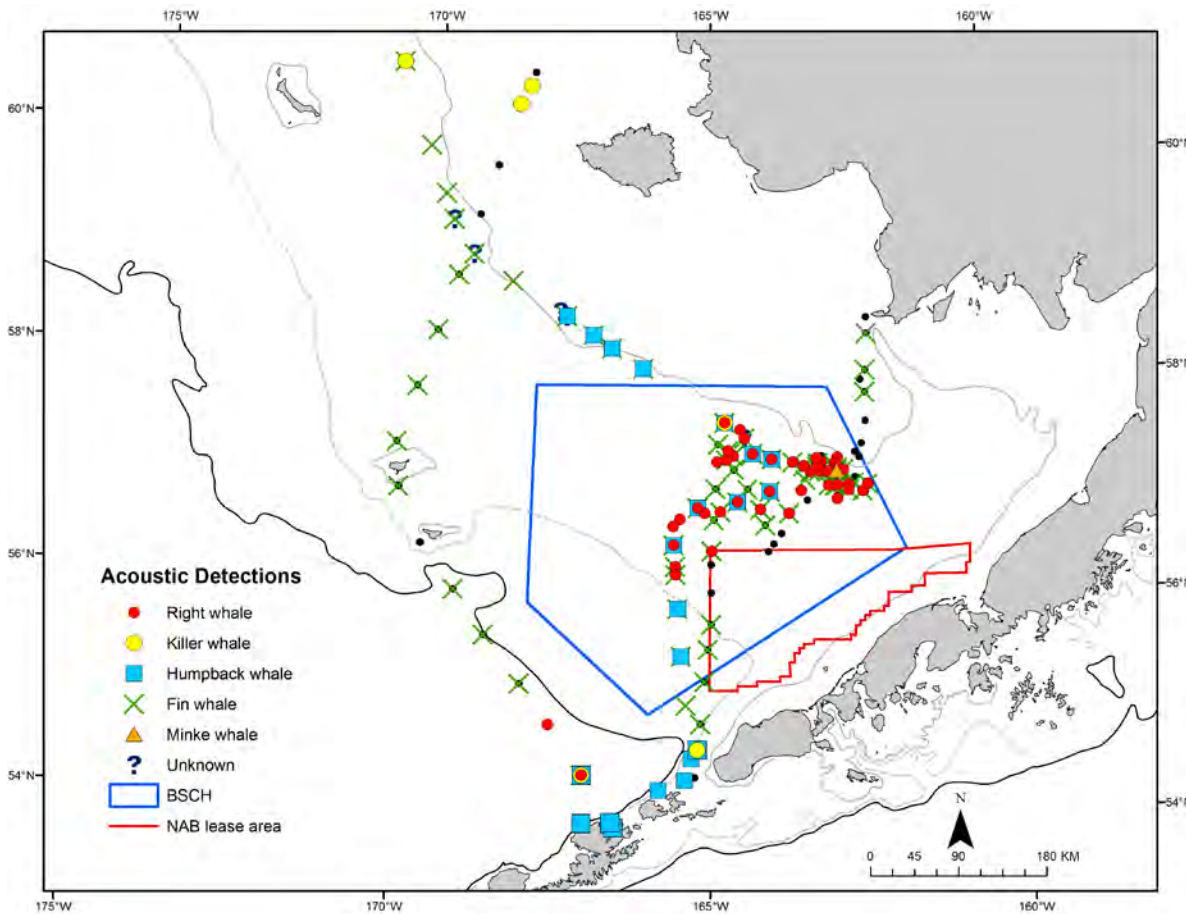 175°W 170°W 165°W 160°W
60°N
60°N
58°N
58°N
56°N
56°N
54°N
54°N
Acoustic Detections
Right whale
Killer whale
Humpback whale
Fin whale
Minke whale
? Unknown
BSCH
NAB lease area
N
0 45 90 180 KM
175°W 170°W 165°W 160°W